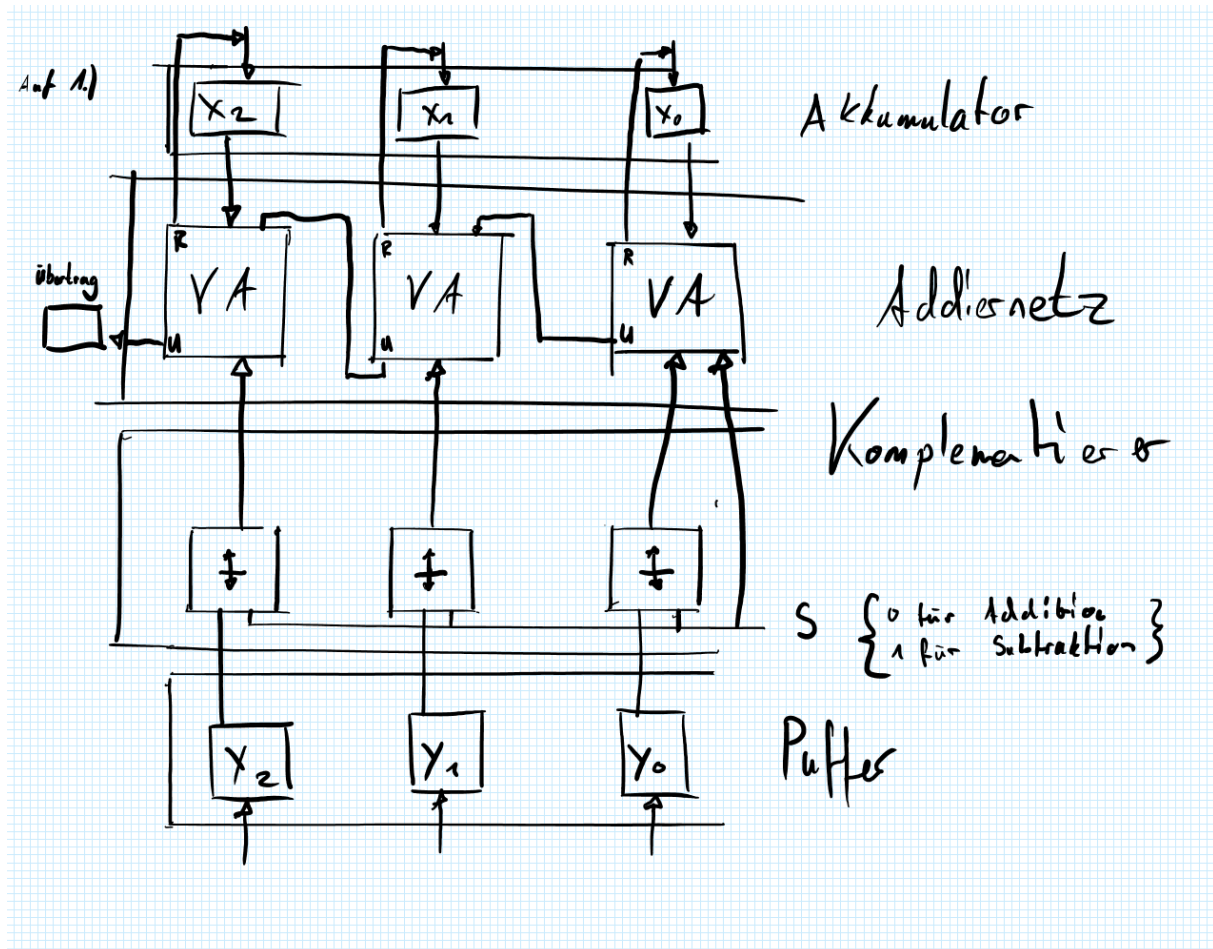 Auf 1.)
X2 X1 X0 Akkumulator
R R R
VA VA VA Addiernetz
Übertrag
U U U
Komplementierer
S { 0 für Addition
1 für Subtraktion }
Puffer
Y2 Y1 Y0